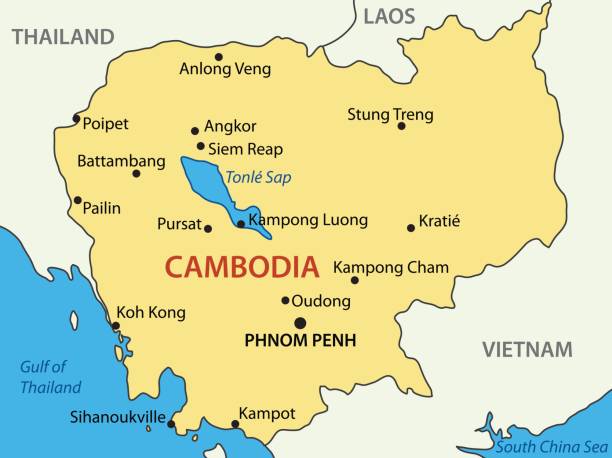 LAOS
THAILAND
Anlong Veng
Stung Treng
Poipet
Angkor
Siem Reap
Battambang
Tonlé Sap
Pailin
Pursat
Kampong Luong
Kratié
CAMBODIA
Kampong Cham
Oudong
Koh Kong
PHNOM PENH
VIETNAM
Gulf of
Thailand
Sihanoukville
Kampot
South China Sea